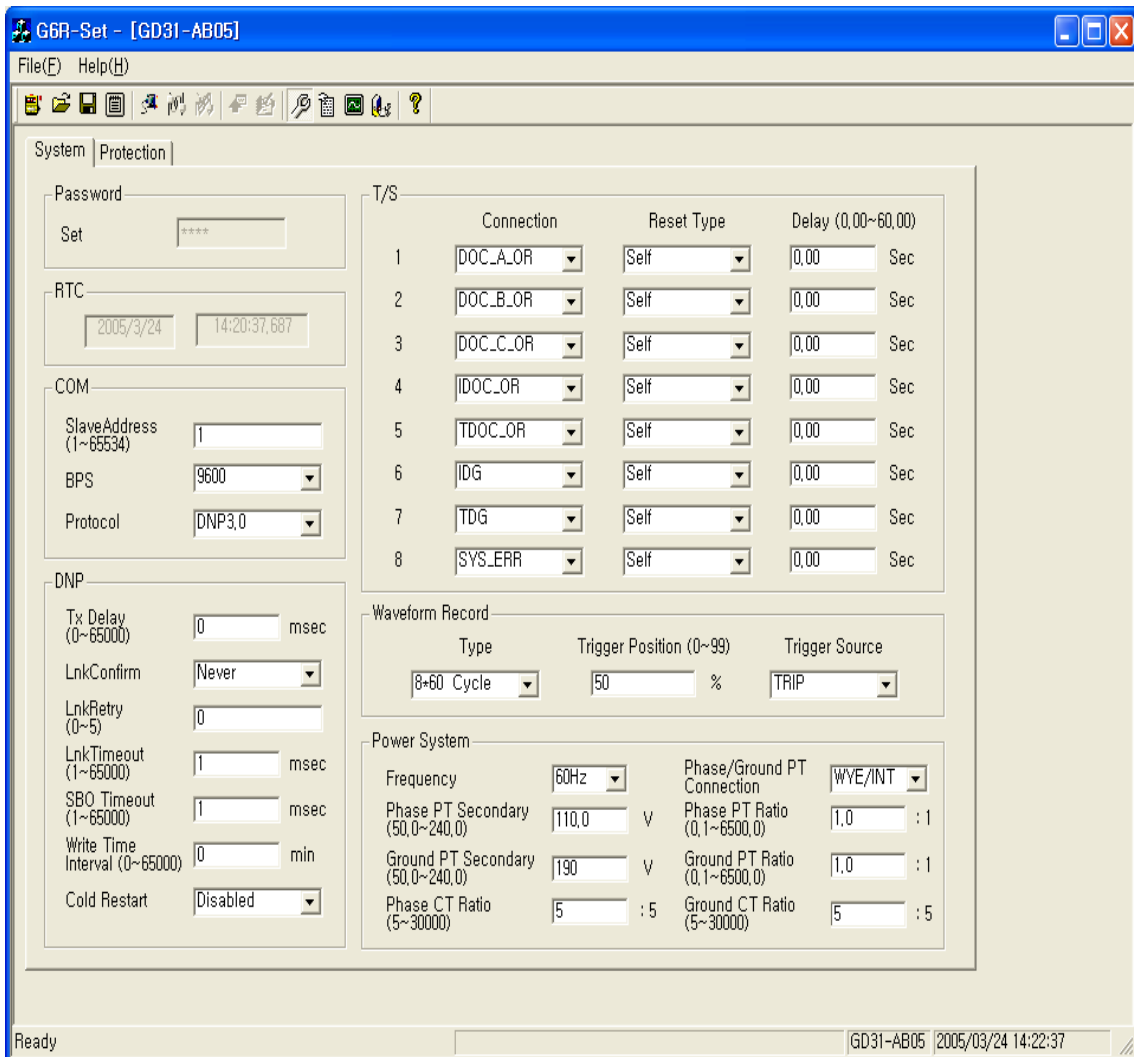 G6R-Set - [GD31-AB05]
File(F) Help(H)
System Protection
Password
Set ****
RTC
2005/3/24 14:20:37,687
COM
SlaveAddress
(1~65534) 1
BPS 9600
Protocol DNP3,0
DNP
Tx Delay
(0~65000) 0 msec
LnkConfirm Never
LnkRetry
(0~5) 0
LnkTimeout
(1~65000) 1 msec
SBO Timeout
(1~65000) 1 msec
Write Time
Interval (0~65000) 0 min
Cold Restart Disabled
T/S
Connection Reset Type Delay (0,00~60,00)
1 DOC_A_OR Self 0,00 Sec
2 DOC_B_OR Self 0,00 Sec
3 DOC_C_OR Self 0,00 Sec
4 IDOC_OR Self 0,00 Sec
5 TDOC_OR Self 0,00 Sec
6 IDG Self 0,00 Sec
7 TDG Self 0,00 Sec
8 SYS_ERR Self 0,00 Sec
Waveform Record
Type Trigger Position (0~99) Trigger Source
8*60 Cycle 50 % TRIP
Power System
Frequency 60Hz
Phase/Ground PT
Connection WYE/INT
Phase PT Secondary
(50,0~240,0) 110,0 V
Phase PT Ratio
(0,1~6500,0) 1,0 : 1
Ground PT Secondary
(50,0~240,0) 190 V
Ground PT Ratio
(0,1~6500,0) 1,0 : 1
Phase CT Ratio
(5~30000) 5 : 5
Ground CT Ratio
(5~30000) 5 : 5
Ready GD31-AB05 2005/03/24 14:22:37